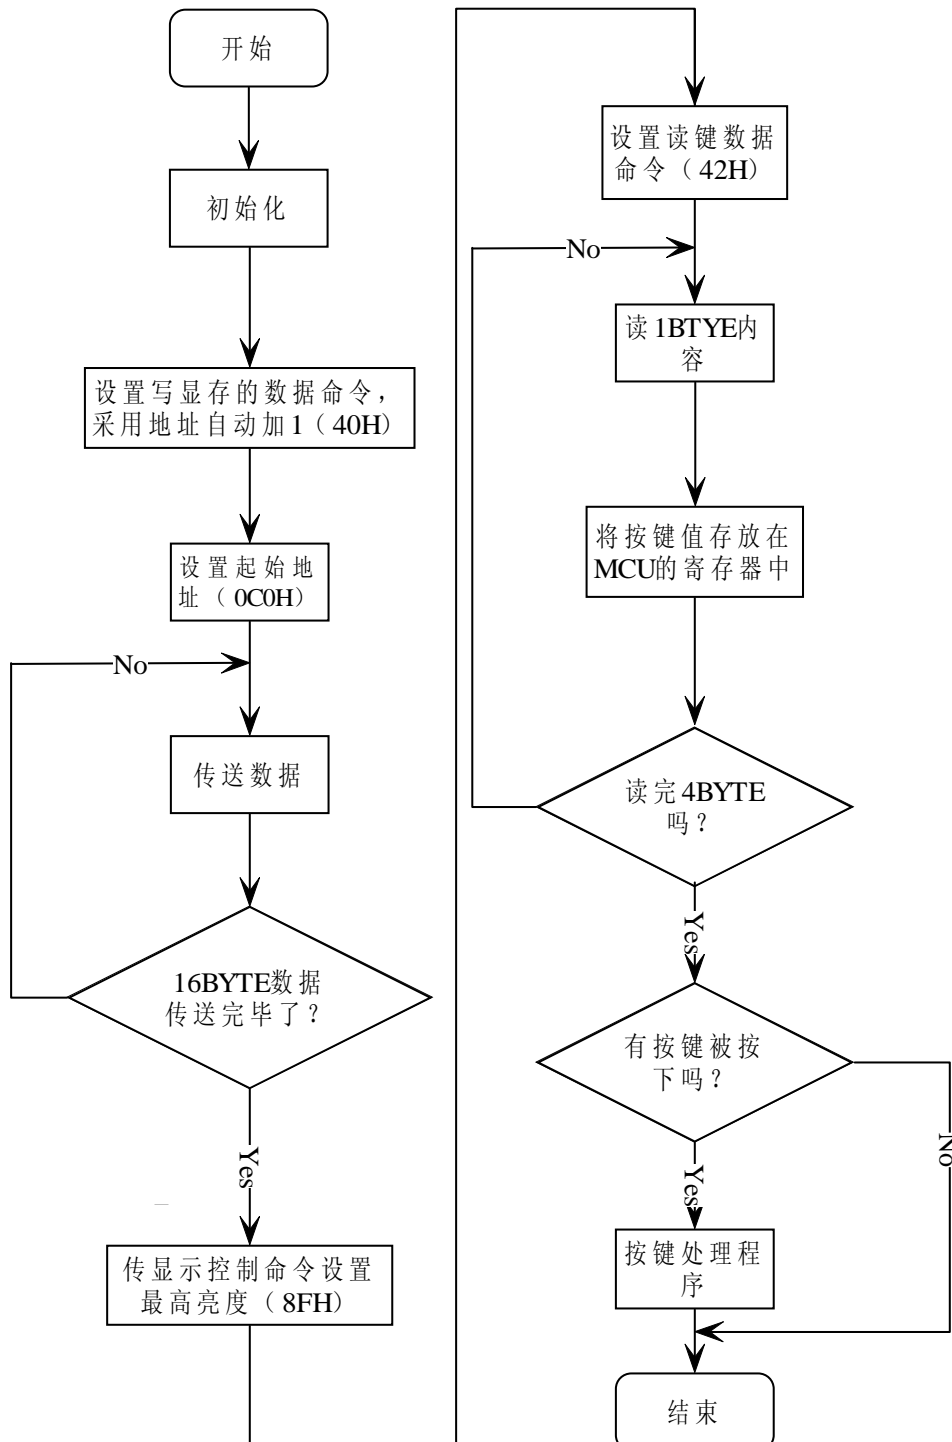 开始
初始化
设置写显存的数据命令，
采用地址自动加1（40H）
设置起始地
址（0C0H）
No
传送数据
16BYTE数据
传送完毕了？
Yes
传显示控制命令设置
最高亮度（8FH）
设置读键数据
命令（42H）
No
读1BTYE内
容
将按键值存放在
MCU的寄存器中
读完4BYTE
吗？
Yes
有按键被按
下吗？
No
Yes
按键处理程
序
结束